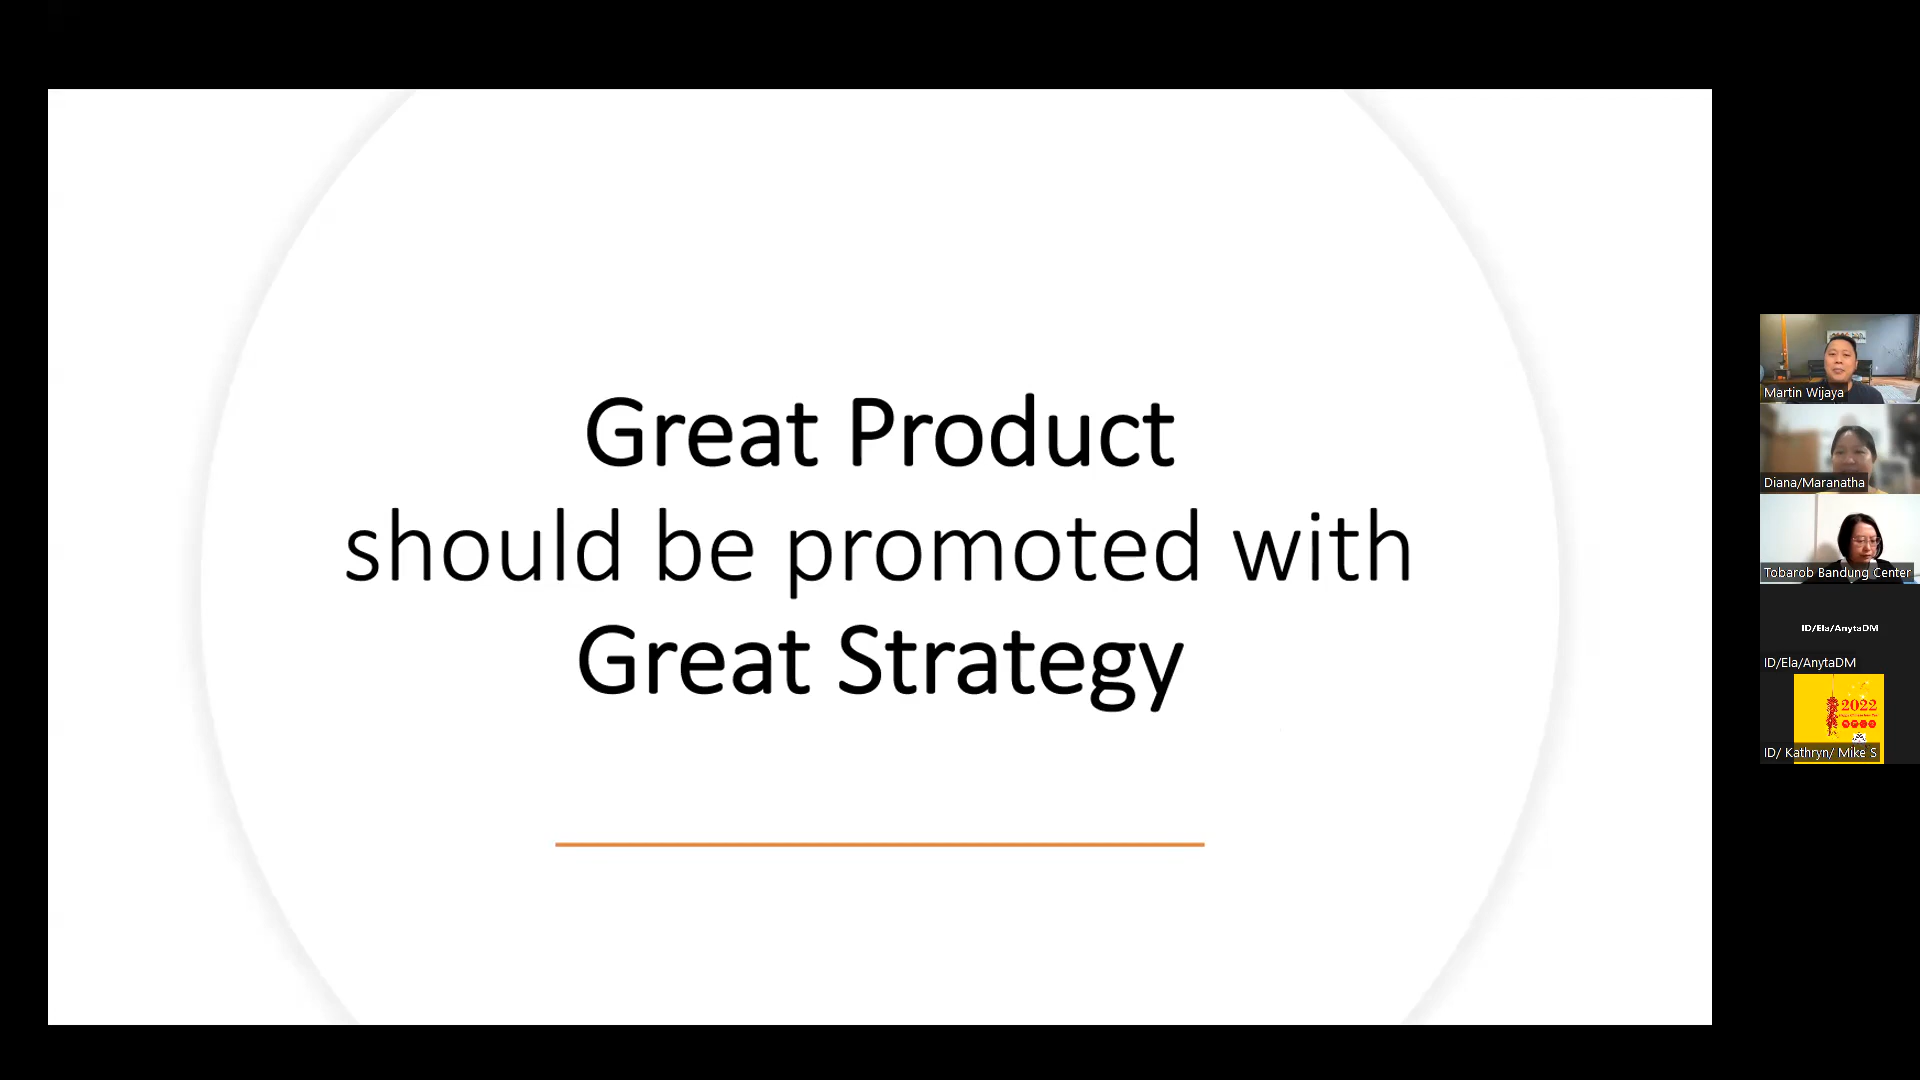 Great Product
should be promoted with
Great Strategy
Martin Wijaya
Diana/Maranatha
Tobarob Bandung Center
ID/Ela/AnytaDM
ID/Ela/AnytaDM
2022
ID/ Kathryn/ Mike S